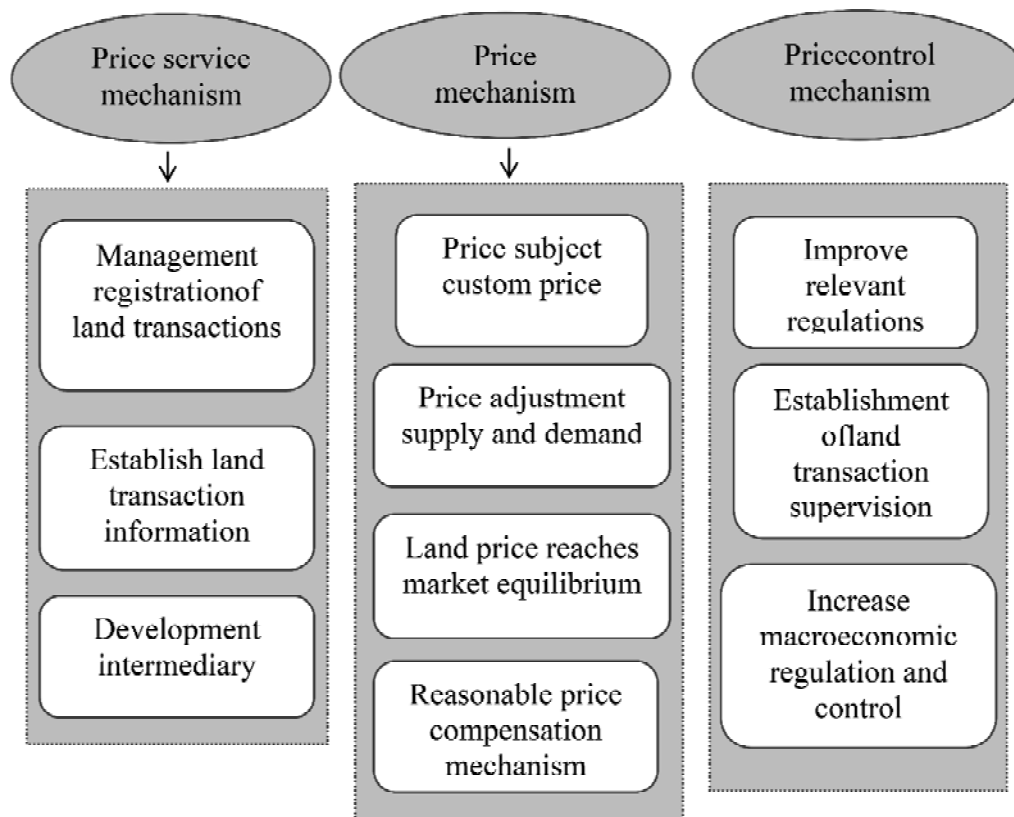 Price service
mechanism
Price
mechanism
Pricecontrol
mechanism
Management
registrationof
land transactions
Establish land
transaction
information
Development
intermediary
Price subject
custom price
Price adjustment
supply and demand
Land price reaches
market equilibrium
Reasonable price
compensation
mechanism
Improve
relevant
regulations
Establishment
ofland
transaction
supervision
Increase
macroeconomic
regulation and
control